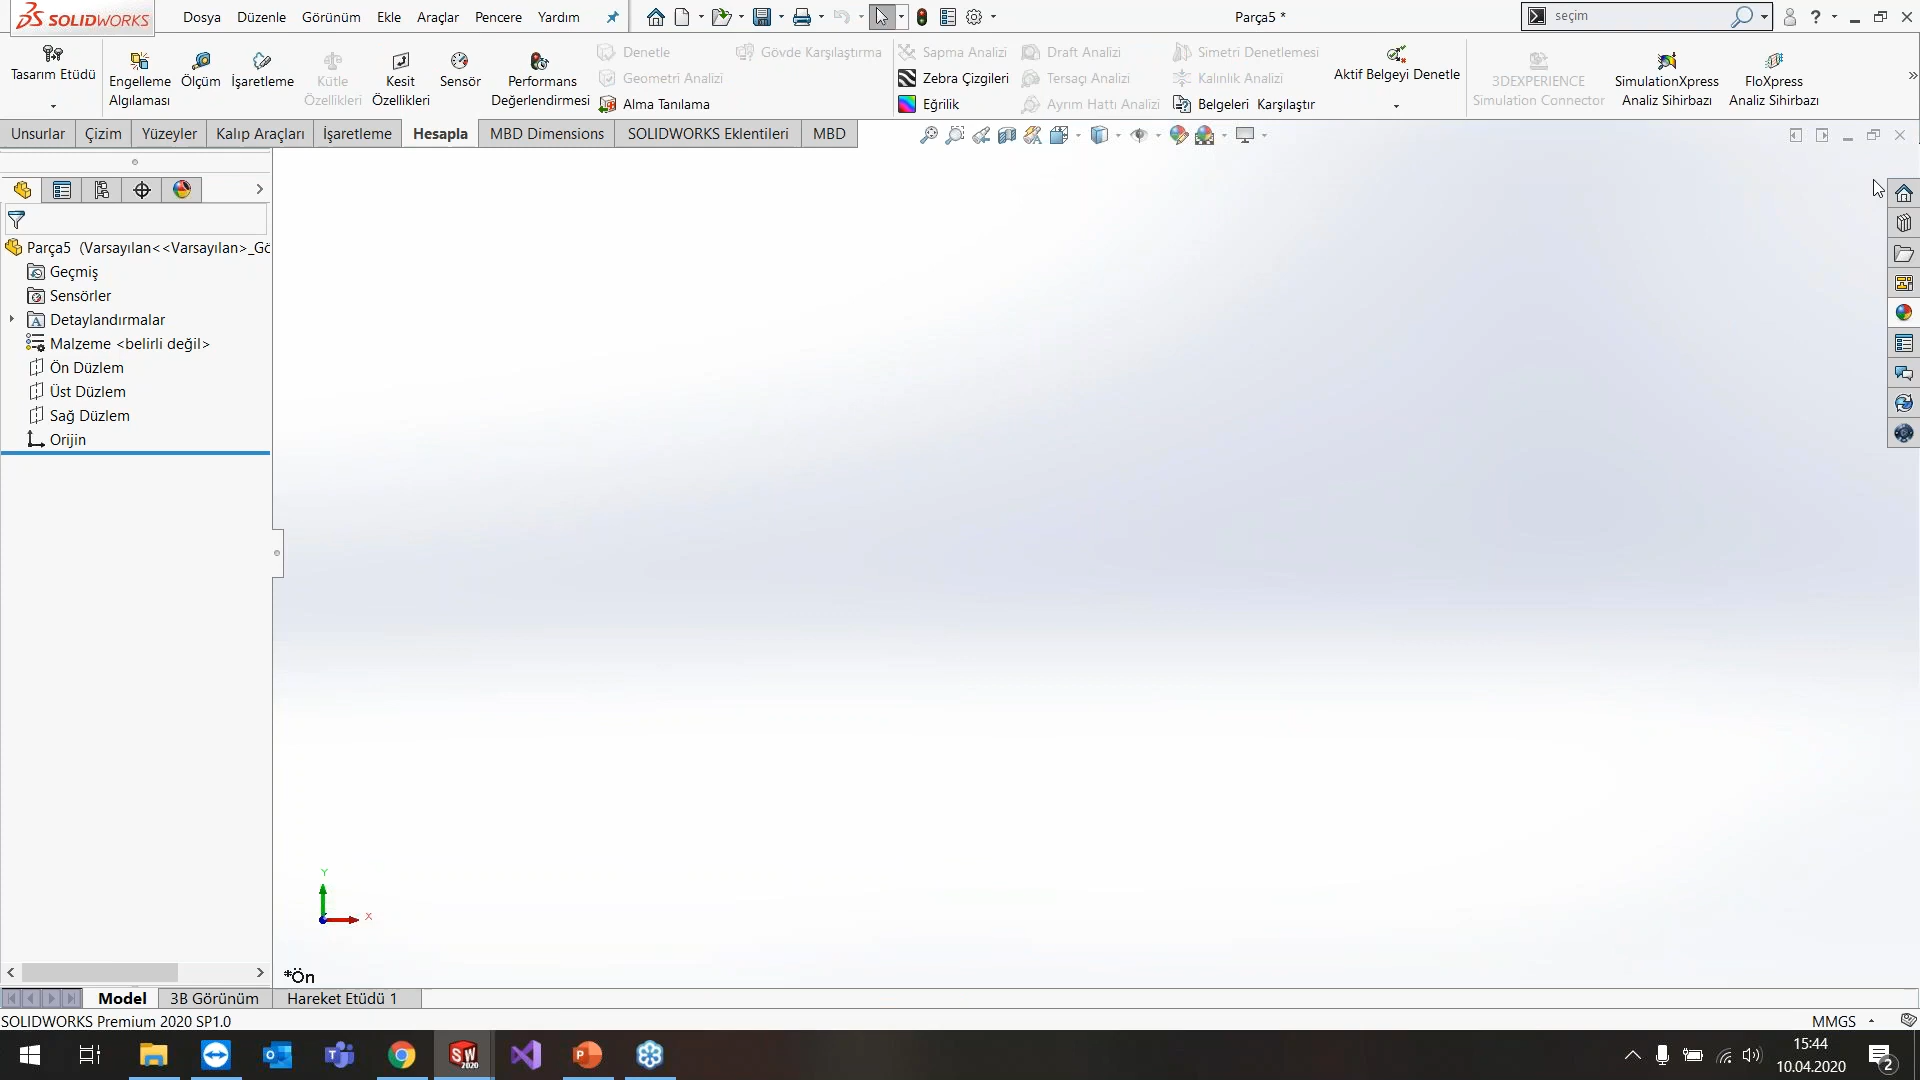 SOLIDWORKS
Dosya Düzenle Görünüm Ekle Araçlar Pencere Yardım
Parça5 *
seçim
Tasarım Etüdü
Engelleme Algılaması
Ölçüm
İşaretleme
Kütle Özellikleri
Kesit Özellikleri
Sensör
Performans Değerlendirmesi
Denetle
Geometri Analizi
Alma Tanılama
Gövde Karşılaştırma
Sapma Analizi
Zebra Çizgileri
Eğrilik
Draft Analizi
Tersaçı Analizi
Ayrım Hattı Analizi
Simetri Denetlemesi
Kalınlık Analizi
Belgeleri Karşılaştır
Aktif Belgeyi Denetle
3DEXPERIENCE
Simulation Connector
SimulationXpress
Analiz Sihirbazı
FloXpress
Analiz Sihirbazı
Unsurlar Çizim Yüzeyler Kalıp Araçları İşaretleme Hesapla MBD Dimensions SOLIDWORKS Eklentileri MBD
Parça5 (Varsayılan<<Varsayılan>_Gö
Geçmiş
Sensörler
Detaylandırmalar
Malzeme <belirli değil>
Ön Düzlem
Üst Düzlem
Sağ Düzlem
Orijin
Y
X
*Ön
Model 3B Görünüm Hareket Etüdü 1
SOLIDWORKS Premium 2020 SP1.0
MMGS
SW
2020
15:44
10.04.2020
2